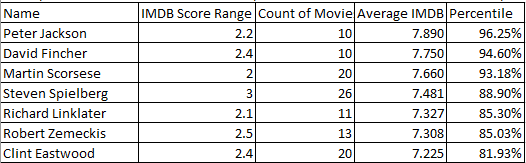 Name IMDB Score Range Count of Movie Average IMDB Percentile
Peter Jackson 2.2 10 7.890 96.25%
David Fincher 2.4 10 7.750 94.60%
Martin Scorsese 2 20 7.660 93.18%
Steven Spielberg 3 26 7.481 88.90%
Richard Linklater 2.1 11 7.327 85.30%
Robert Zemeckis 2.5 13 7.308 85.03%
Clint Eastwood 2.4 20 7.225 81.93%